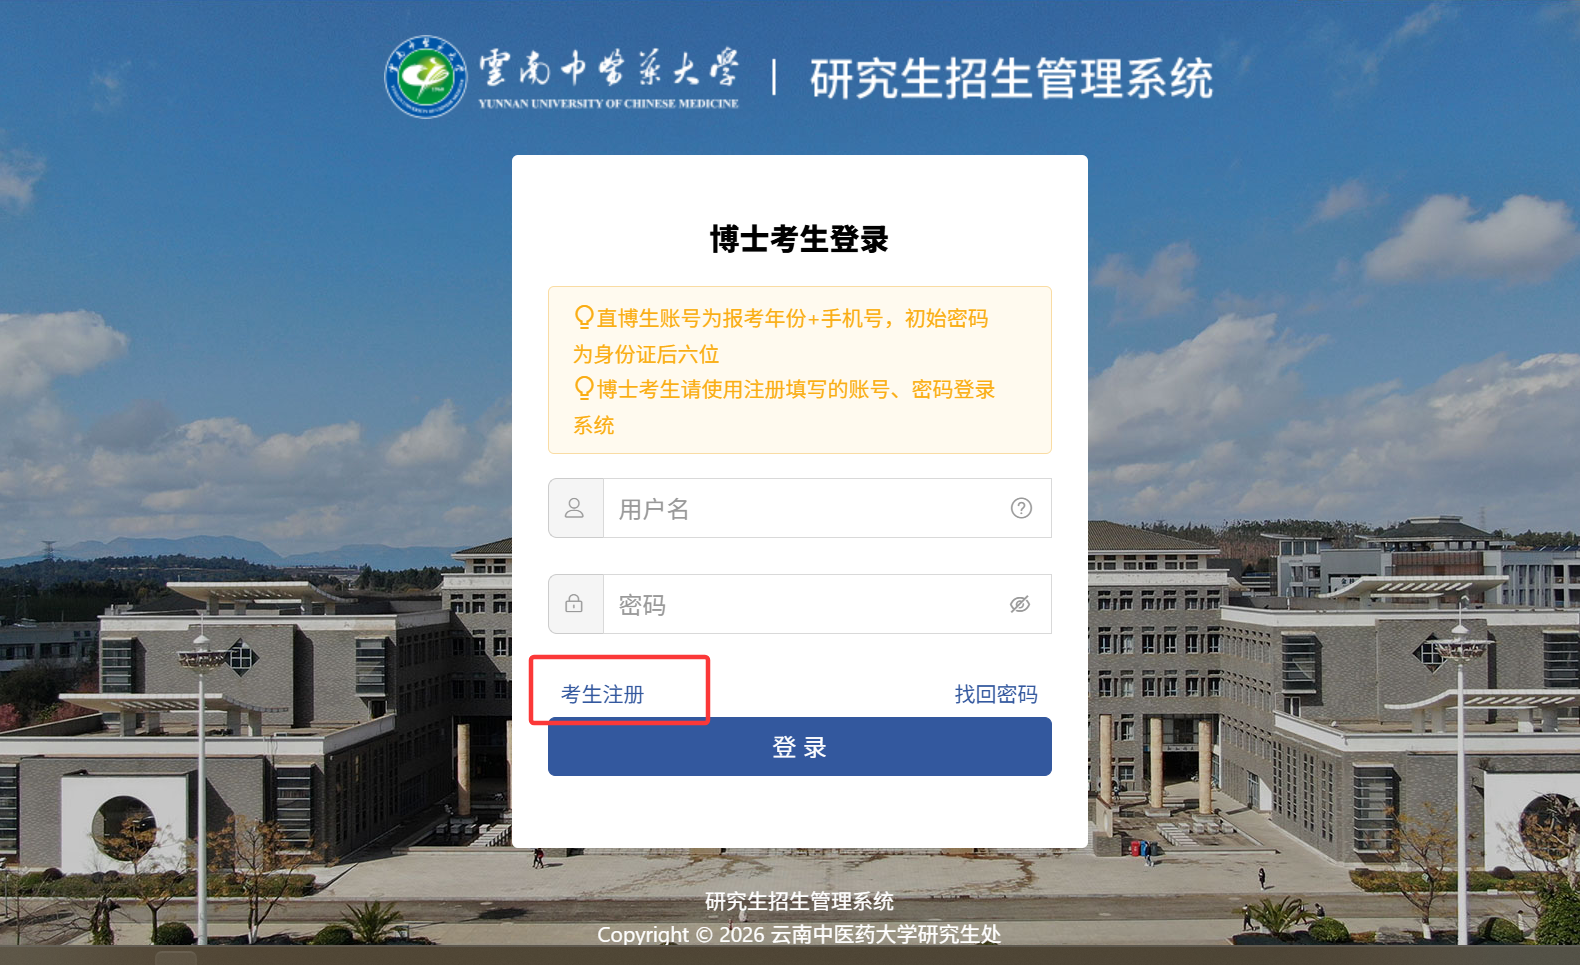 雲南中醫藥大學
YUNNAN UNIVERSITY OF CHINESE MEDICINE
研究生招生管理系统
博士考生登录
直博生账号为报考年份+手机号，初始密码
为身份证后六位
博士考生请使用注册填写的账号、密码登录
系统
用户名
密码
考生注册
找回密码
登 录
研究生招生管理系统
Copyright © 2026 云南中医药大学研究生处